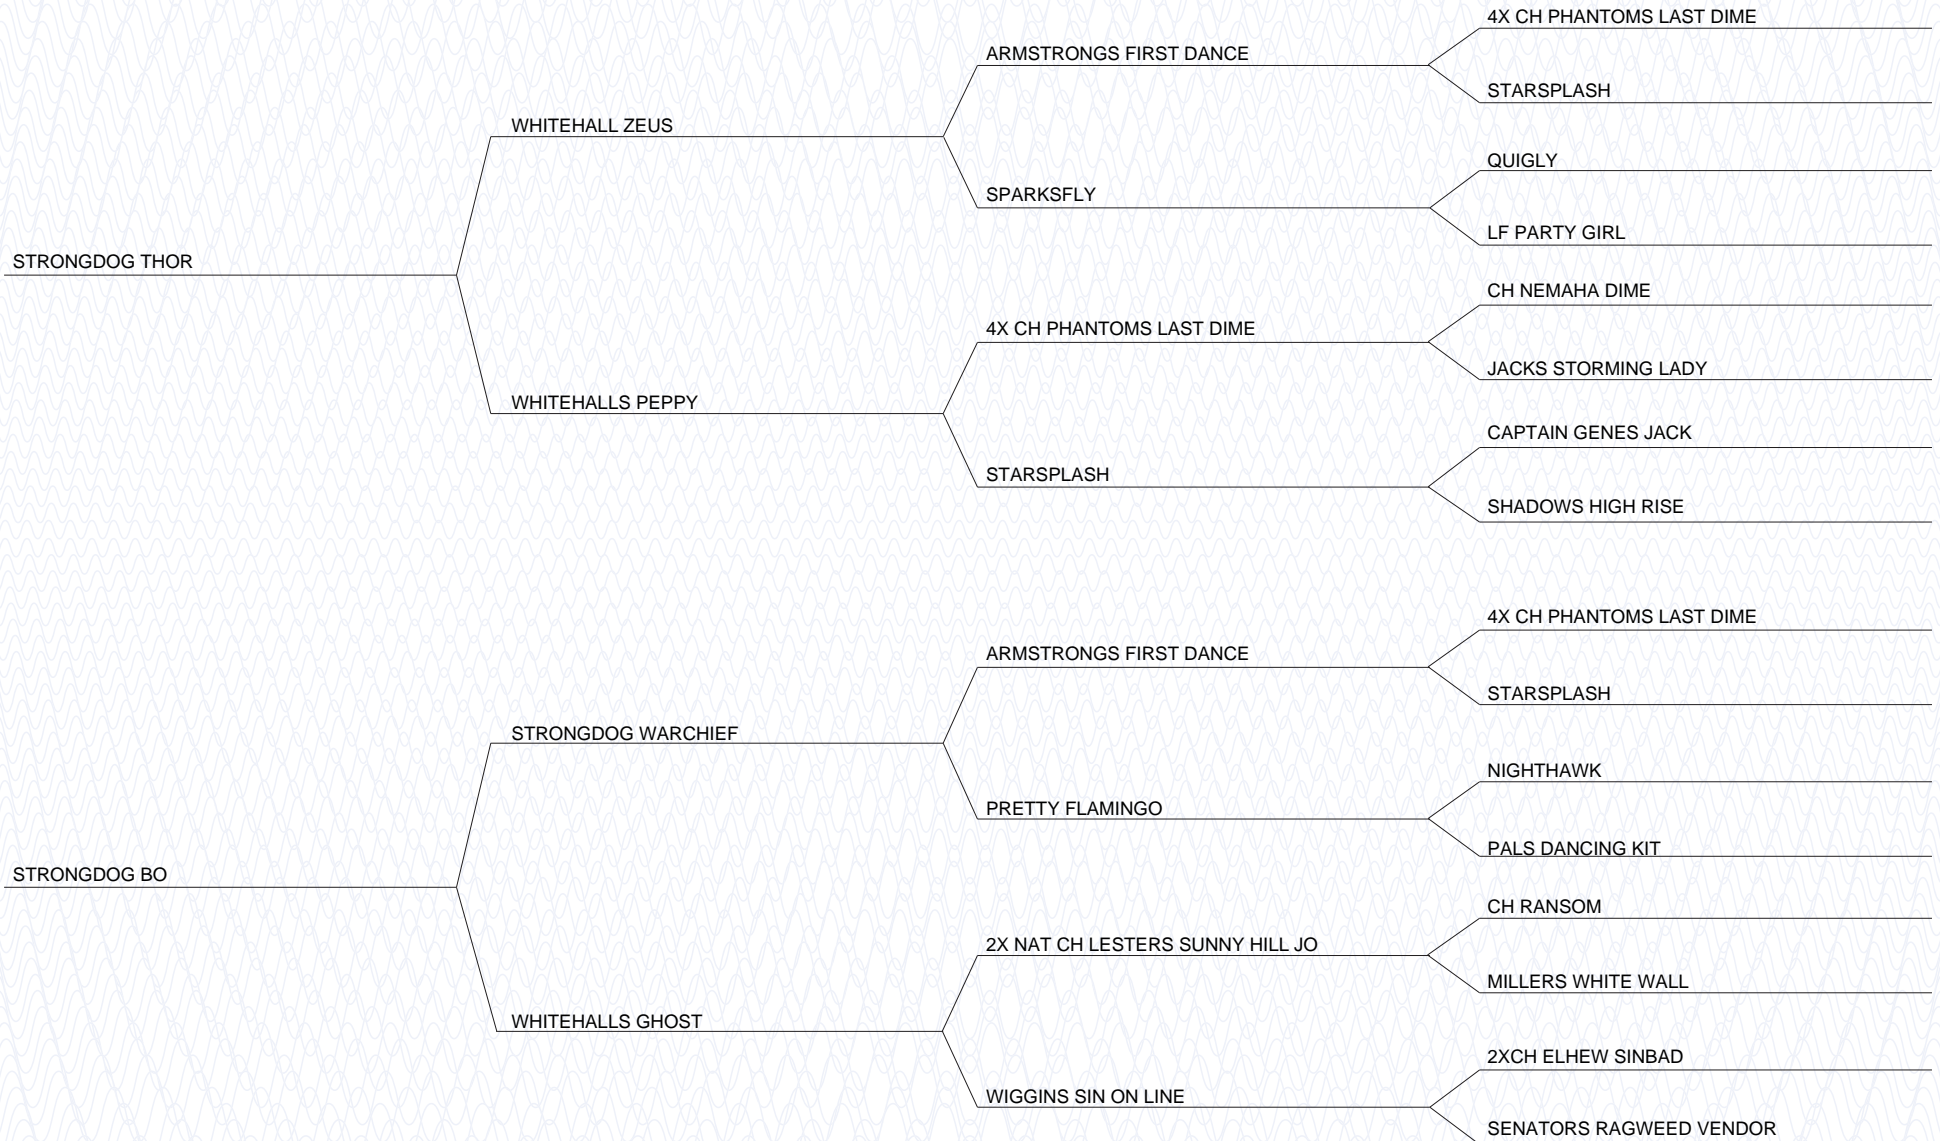 4X CH PHANTOMS LAST DIME
ARMSTRONGS FIRST DANCE
STARSPLASH
WHITEHALL ZEUS
QUIGLY
SPARKSFLY
LF PARTY GIRL
STRONGDOG THOR
CH NEMAHA DIME
4X CH PHANTOMS LAST DIME
JACKS STORMING LADY
WHITEHALLS PEPPY
CAPTAIN GENES JACK
STARSPLASH
SHADOWS HIGH RISE
4X CH PHANTOMS LAST DIME
ARMSTRONGS FIRST DANCE
STARSPLASH
STRONGDOG WARCHIEF
NIGHTHAWK
PRETTY FLAMINGO
PALS DANCING KIT
STRONGDOG BO
CH RANSOM
2X NAT CH LESTERS SUNNY HILL JO
MILLERS WHITE WALL
WHITEHALLS GHOST
2XCH ELHEW SINBAD
WIGGINS SIN ON LINE
SENATORS RAGWEED VENDOR